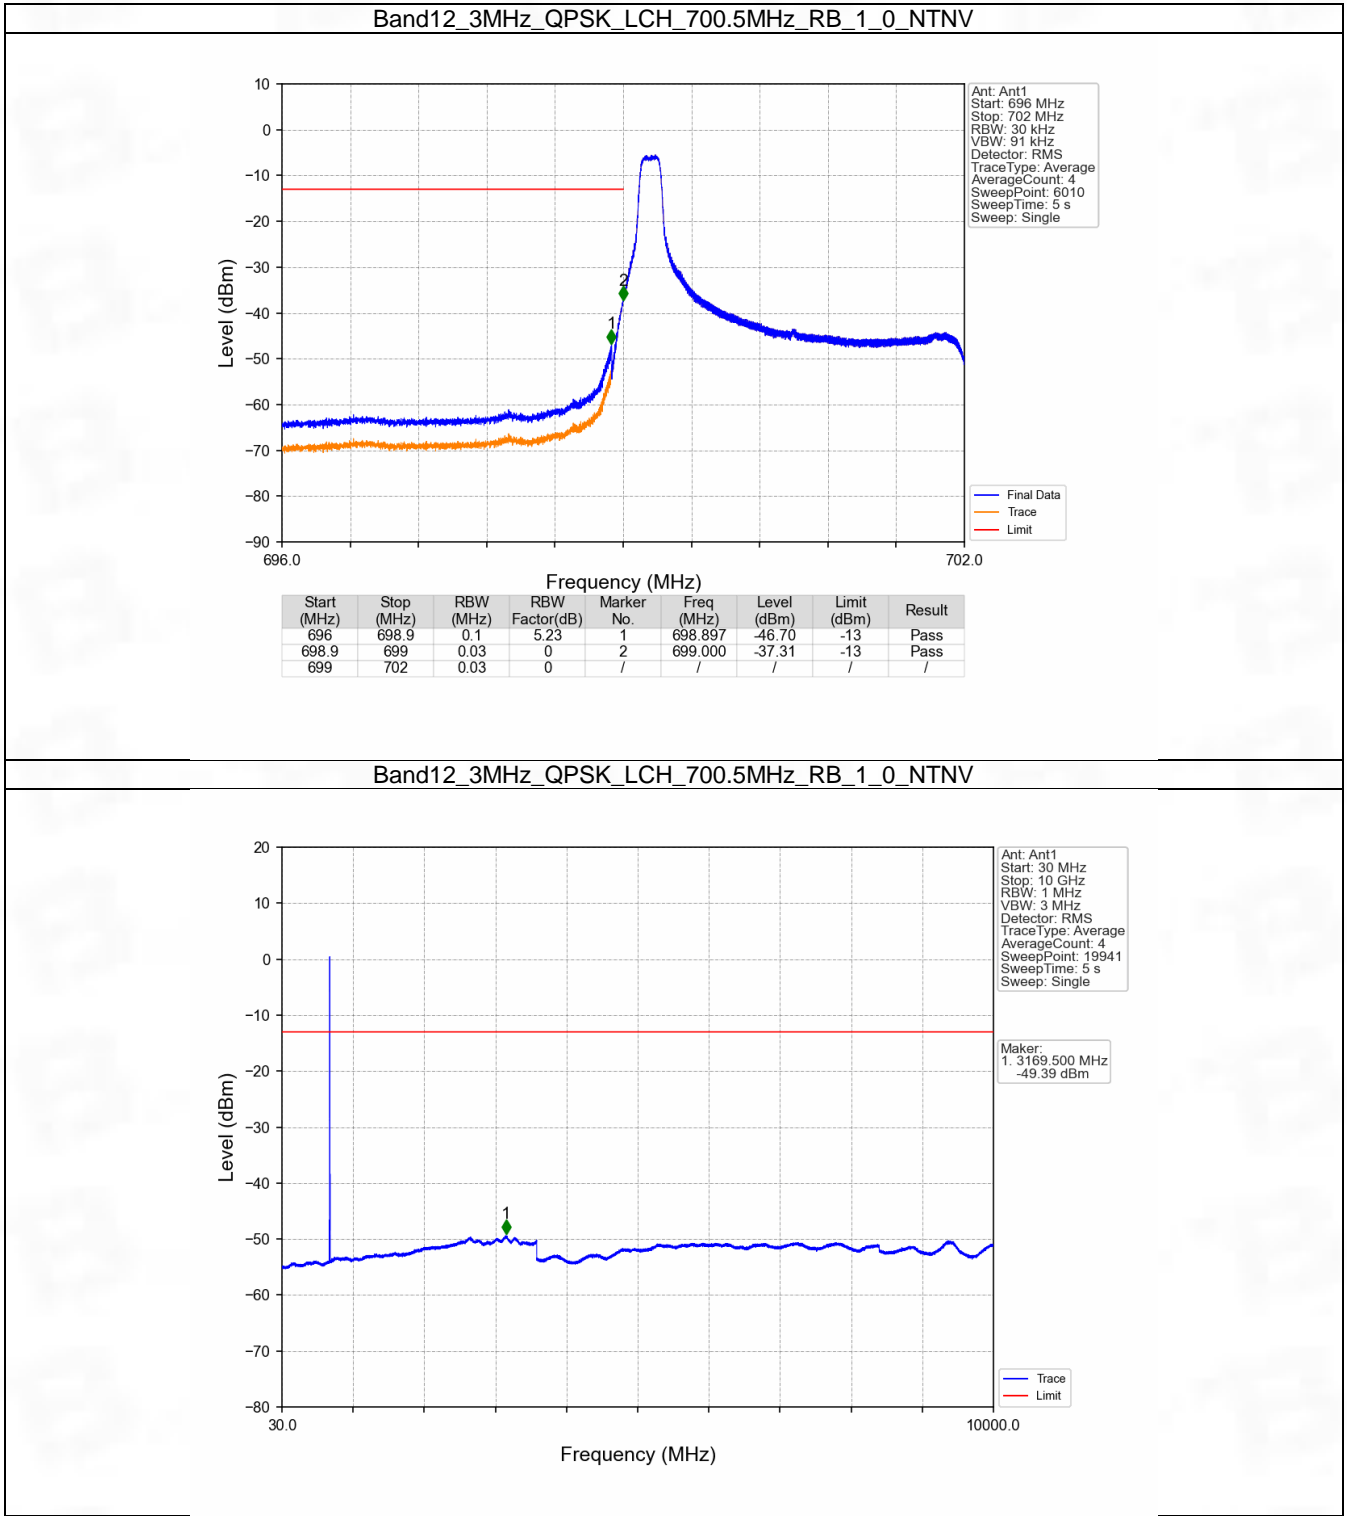 Band12_3MHz_QPSK_LCH_700.5MHz_RB_1_0_NTNV
10
0
−10
−20
−30
−40
−50
−60
−70
−80
−90
Level (dBm)
1
2
696.0
702.0
Frequency (MHz)
Ant: Ant1
Start: 696 MHz
Stop: 702 MHz
RBW: 30 kHz
VBW: 91 kHz
Detector: RMS
TraceType: Average
AverageCount: 4
SweepPoint: 6010
SweepTime: 5 s
Sweep: Single
Final Data
Trace
Limit
Start (MHz) Stop (MHz) RBW (MHz) RBW Factor(dB) Marker No. Freq (MHz) Level (dBm) Limit (dBm) Result
696 698.9 0.1 5.23 1 698.897 -46.70 -13 Pass
698.9 699 0.03 0 2 699.000 -37.31 -13 Pass
699 702 0.03 0 / / / / /
Band12_3MHz_QPSK_LCH_700.5MHz_RB_1_0_NTNV
20
10
0
−10
−20
−30
−40
−50
−60
−70
−80
Level (dBm)
1
30.0
10000.0
Frequency (MHz)
Ant: Ant1
Start: 30 MHz
Stop: 10 GHz
RBW: 1 MHz
VBW: 3 MHz
Detector: RMS
TraceType: Average
AverageCount: 4
SweepPoint: 19941
SweepTime: 5 s
Sweep: Single
Maker:
1. 3169.500 MHz
-49.39 dBm
Trace
Limit